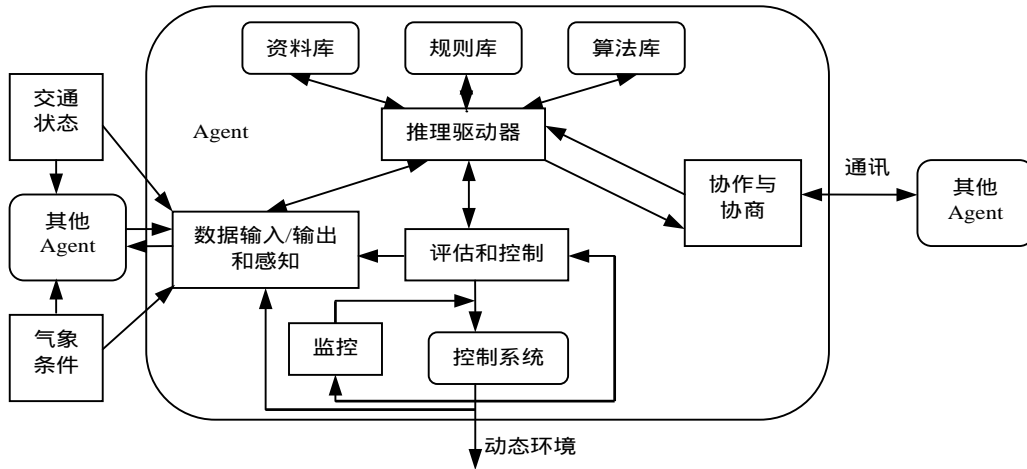 资料库
规则库
算法库
交通
状态
Agent
推理驱动器
协作与
协商
通讯
其他
Agent
其他
Agent
数据输入/输出
和感知
评估和控制
气象
条件
监控
控制系统
动态环境